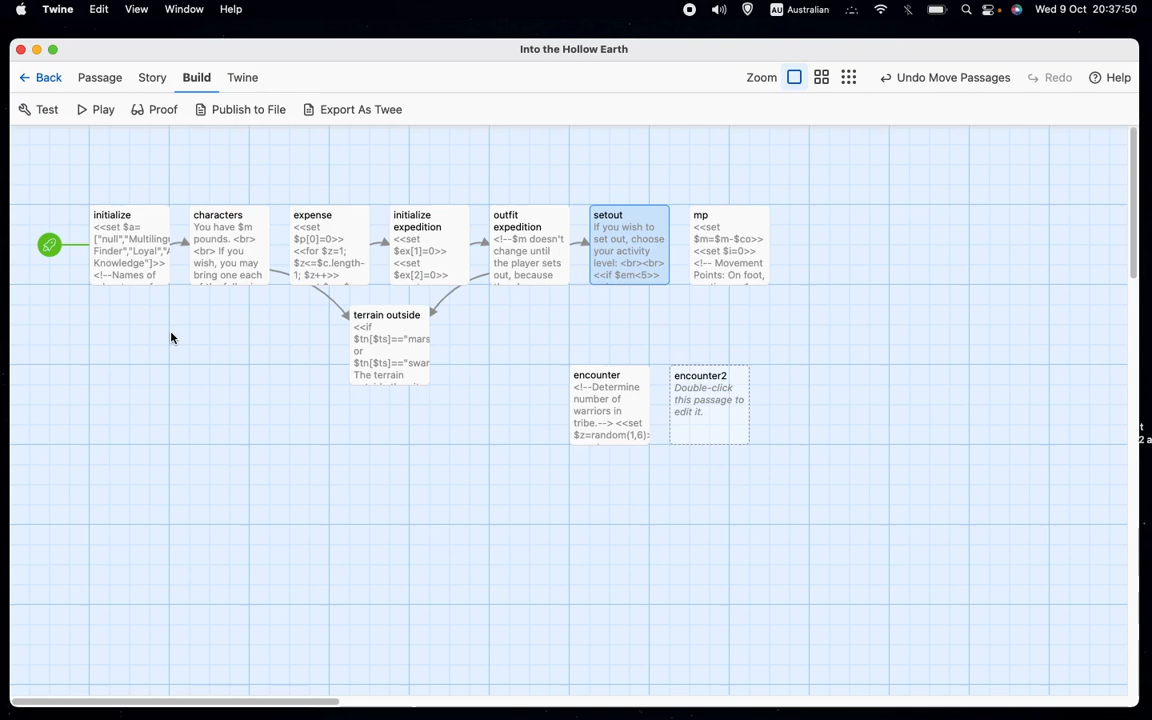 Twine Edit View Window Help AU Australian Wed 9 Oct 20:37:50
Into the Hollow Earth
Back Passage Story Build Twine Zoom Undo Move Passages Redo Help
Test Play Proof Publish to File Export As Twee
initialize
<<set $a=
["null","Multilingu
Finder","Loyal","A
Knowledge"]>>
<!--Names of
characters
You have $m
pounds. <br>
<br> If you
wish, you may
bring one each
expense
<<set
$p[0]=0>>
<<for $z=1;
$z<=$c.length-
1; $z++>>
initialize
expedition
<<set
$ex[1]=0>>
<<set
$ex[2]=0>>
outfit
expedition
<!--$m doesn't
change until
the player sets
out, because
setout
If you wish to
set out, choose
your activity
level: <br><br>
<<if $em<5>>
mp
<<set
$m=$m-$co>>
<<set $i=0>>
<!-- Movement
Points: On foot,
terrain outside
<<if
$tn[$ts]=="mars
or
$tn[$ts]=="swar
The terrain
encounter
<!--Determine
number of
warriors in
tribe.--> <<set
$z=random(1,6)>
encounter2
Double-click
this passage to
edit it.